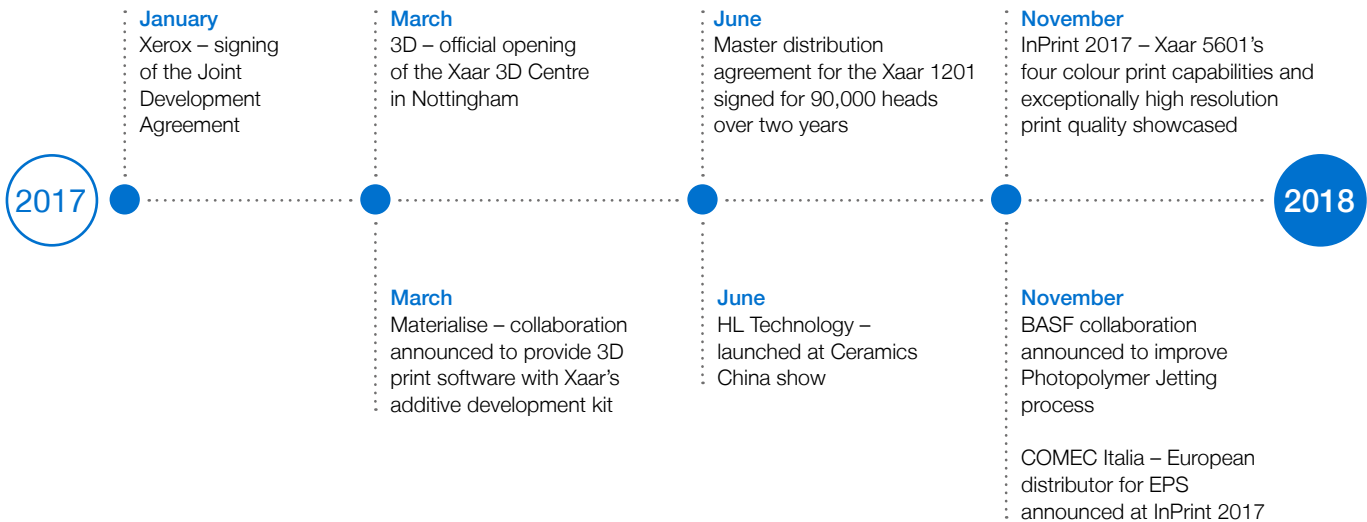 January
Xerox – signing
of the Joint
Development
Agreement
March
3D – official opening
of the Xaar 3D Centre
in Nottingham
June
Master distribution
agreement for the Xaar 1201
signed for 90,000 heads
over two years
November
InPrint 2017 – Xaar 5601’s
four colour print capabilities and
exceptionally high resolution
print quality showcased
2017
2018
March
Materialise – collaboration
announced to provide 3D
print software with Xaar’s
additive development kit
June
HL Technology –
launched at Ceramics
China show
November
BASF collaboration
announced to improve
Photopolymer Jetting
process
COMEC Italia – European
distributor for EPS
announced at InPrint 2017